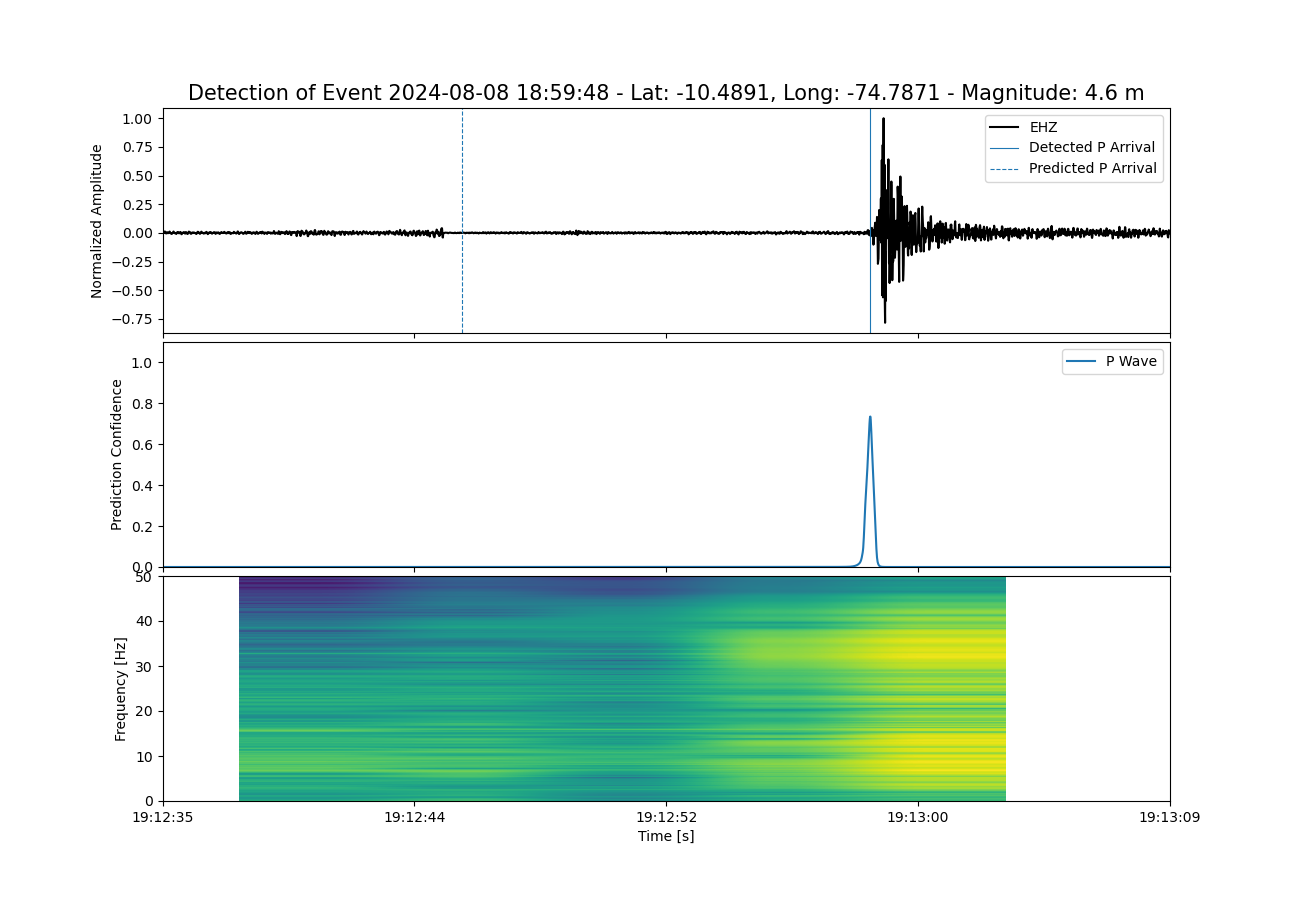 Detection of Event 2024-08-08 18:59:48 - Lat: -10.4891, Long: -74.7871 - Magnitude: 4.6 m
Normalized Amplitude
1.00
0.75
0.50
0.25
0.00
−0.25
−0.50
−0.75
EHZ
Detected P Arrival
Predicted P Arrival
Prediction Confidence
1.0
0.8
0.6
0.4
0.2
0.0
P Wave
Frequency [Hz]
50
40
30
20
10
0
19:12:35
19:12:44
19:12:52
19:13:00
19:13:09
Time [s]